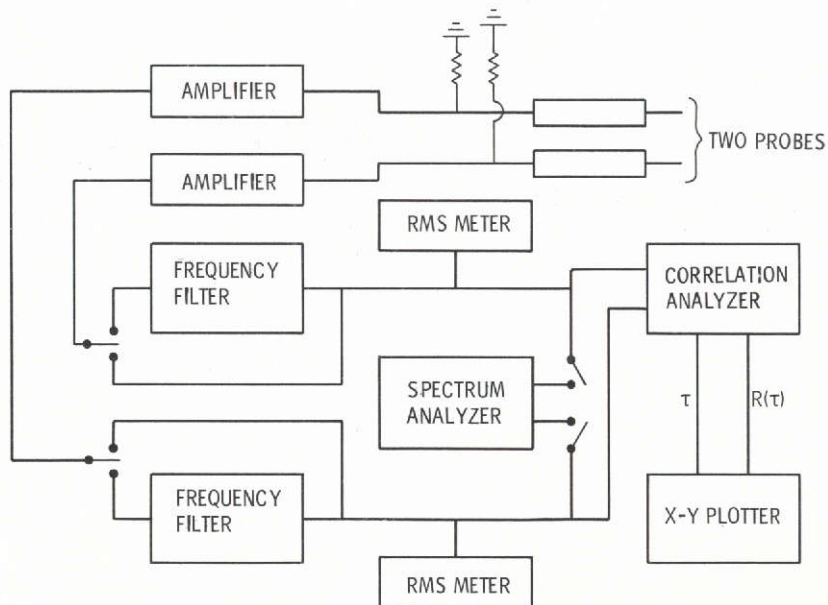 AMPLIFIER
TWO PROBES
AMPLIFIER
RMS METER
FREQUENCY
FILTER
CORRELATION
ANALYZER
SPECTRUM
ANALYZER
τ
R(τ)
FREQUENCY
FILTER
X-Y PLOTTER
RMS METER